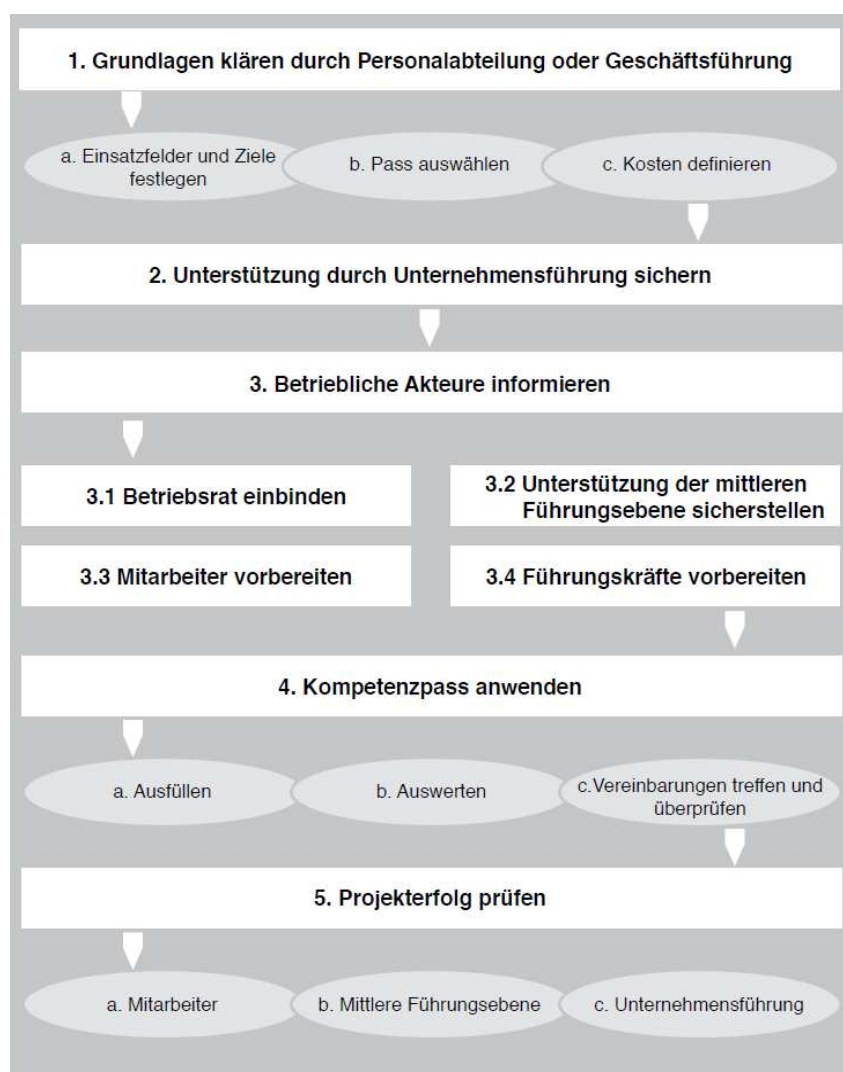 1. Grundlagen klären durch Personalabteilung oder Geschäftsführung
a. Einsatzfelder und Ziele
festlegen
b. Pass auswählen
c. Kosten definieren
2. Unterstützung durch Unternehmensführung sichern
3. Betriebliche Akteure informieren
3.1 Betriebsrat einbinden
3.2 Unterstützung der mittleren
Führungsebene sicherstellen
3.3 Mitarbeiter vorbereiten
3.4 Führungskräfte vorbereiten
4. Kompetenzpass anwenden
a. Ausfüllen
b. Auswerten
c.Vereinbarungen treffen und
überprüfen
5. Projekterfolg prüfen
a. Mitarbeiter
b. Mittlere Führungsebene
c. Unternehmensführung